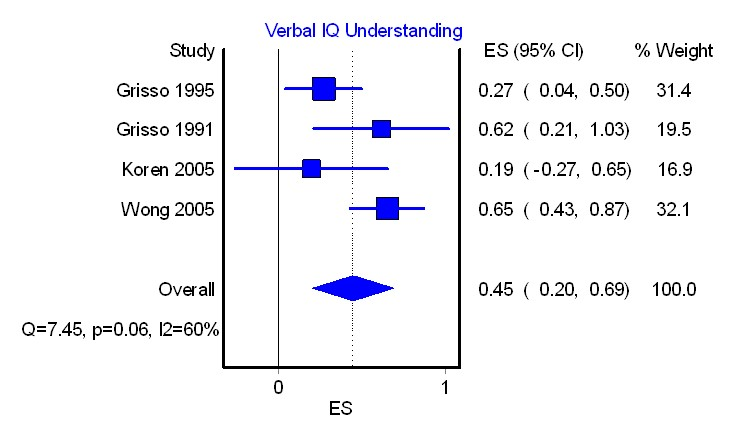 Verbal IQ Understanding
Study ES (95% CI) % Weight
Grisso 1995 0.27 ( 0.04, 0.50) 31.4
Grisso 1991 0.62 ( 0.21, 1.03) 19.5
Koren 2005 0.19 (-0.27, 0.65) 16.9
Wong 2005 0.65 ( 0.43, 0.87) 32.1
Overall 0.45 ( 0.20, 0.69) 100.0
Q=7.45, p=0.06, I2=60%
0 1
ES